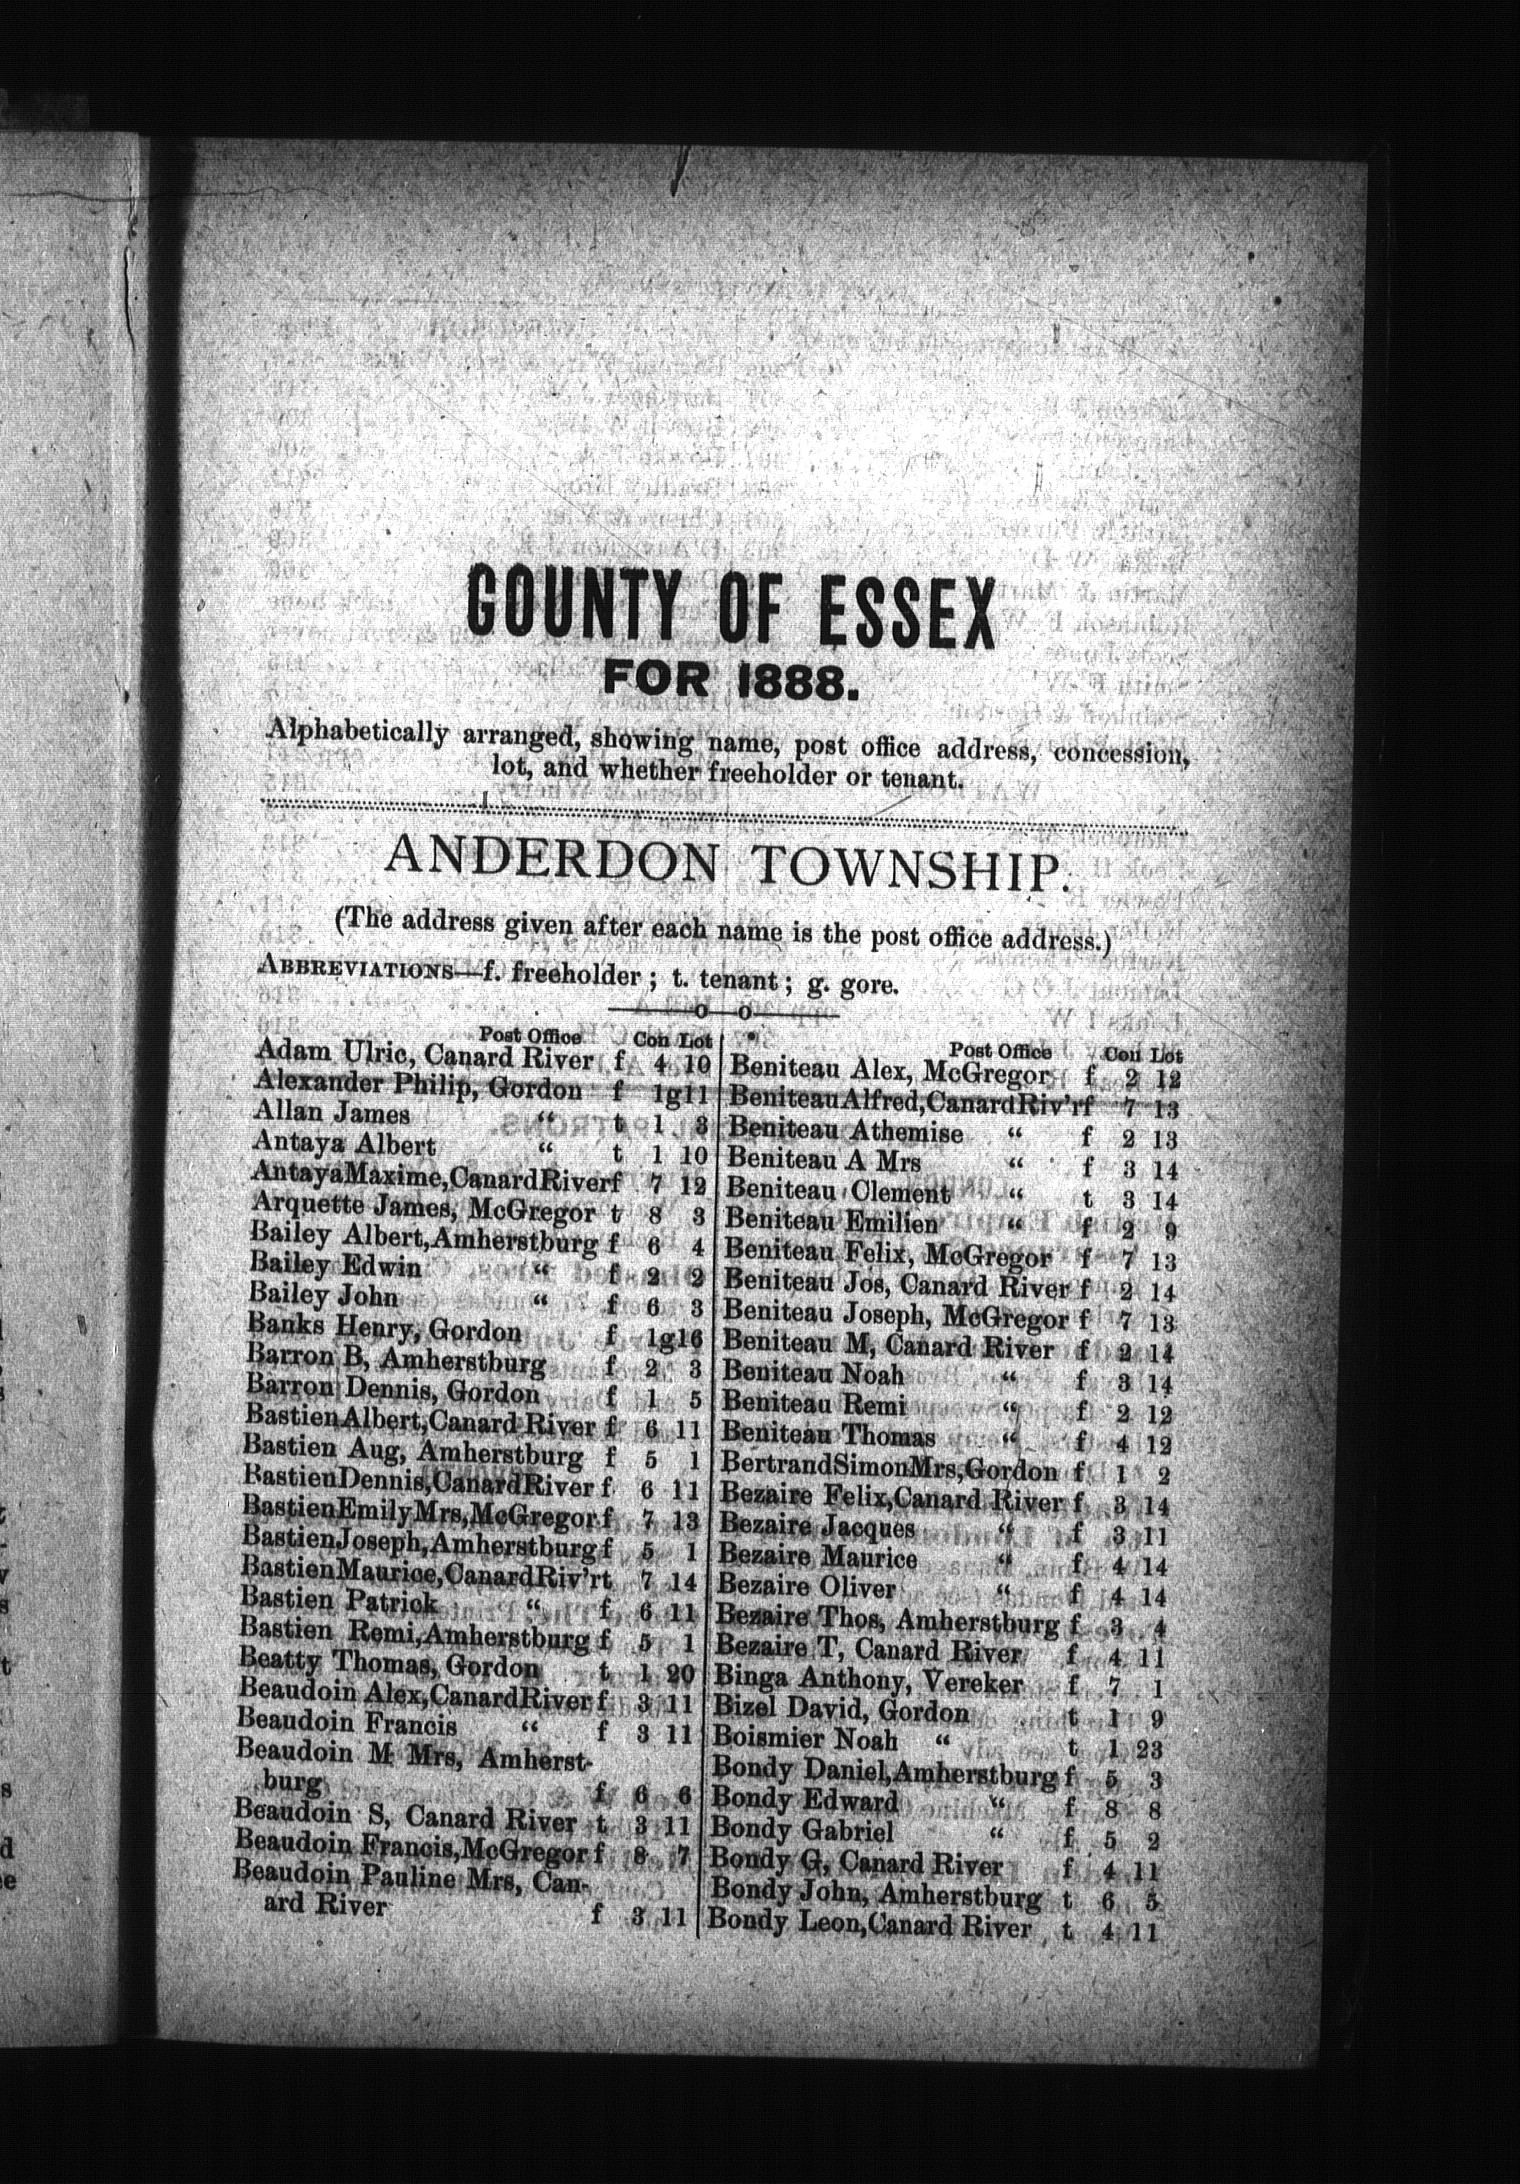 COUNTY OF ESSEX
FOR 1888.
Alphabetically arranged, showing name, post office address, concession,
lot, and whether freeholder or tenant.
ANDERDON TOWNSHIP.
(The address given after each name is the post office address.)
ABBREVIATIONS—f. freeholder ; t. tenant ; g. gore.
Post Office Con Lot
Adam Ulric, Canard River f 4 10
Alexander Philip, Gordon f 1g11
Allan James “ t 1 3
Antaya Albert “ t 1 10
AntayaMaxime,CanardRiverf 7 12
Arquette James, McGregor t 8 3
Bailey Albert,Amherstburg f 6 4
Bailey Edwin “ f 2 2
Bailey John “ f 6 3
Banks Henry, Gordon f 1g16
Barron B, Amherstburg f 2 3
Barron Dennis, Gordon f 1 5
BastienAlbert,Canard River f 6 11
Bastien Aug, Amherstburg f 5 1
BastienDennis,CanardRiver f 6 11
BastienEmilyMrs,McGregor.f 7 13
BastienJoseph,Amherstburgf 5 1
BastienMaurice,CanardRiv'rt 7 14
Bastien Patrick “ f 6 11
Bastien Remi,Amherstburg f 5 1
Beatty Thomas, Gordon t 1 20
Beaudoin Alex,CanardRiver f 3 11
Beaudoin Francis “ f 3 11
Beaudoin M Mrs, Amherst-
burg f 6 6
Beaudoin S, Canard River t 3 11
Beaudoin Francis,McGregor f 8 7
Beaudoin Pauline Mrs, Can-
ard River f 3 11
Post Office Con Lot
Beniteau Alex, McGregor f 2 12
BeniteauAlfred,CanardRiv'rf 7 13
Beniteau Athemise “ f 2 13
Beniteau A Mrs “ f 3 14
Beniteau Clement “ t 3 14
Beniteau Emilien “ f 2 9
Beniteau Felix, McGregor f 7 13
Beniteau Jos, Canard River f 2 14
Beniteau Joseph, McGregor f 7 13
Beniteau M, Canard River f 2 14
Beniteau Noah “ f 3 14
Beniteau Remi “ f 2 12
Beniteau Thomas “ f 4 12
BertrandSimonMrs,Gordon f 1 2
Bezaire Felix,Canard River f 3 14
Bezaire Jacques “ f 3 11
Bezaire Maurice “ f 4 14
Bezaire Oliver “ f 4 14
Bezaire Thos, Amherstburg f 3 4
Bezaire T, Canard River f 4 11
Binga Anthony, Vereker f 7 1
Bizel David, Gordon t 1 9
Boismier Noah “ t 1 23
Bondy Daniel,Amherstburg f 5 3
Bondy Edward “ f 8 8
Bondy Gabriel “ f 5 2
Bondy G, Canard River f 4 11
Bondy John, Amherstburg t 6 5
Bondy Leon,Canard River t 4 11